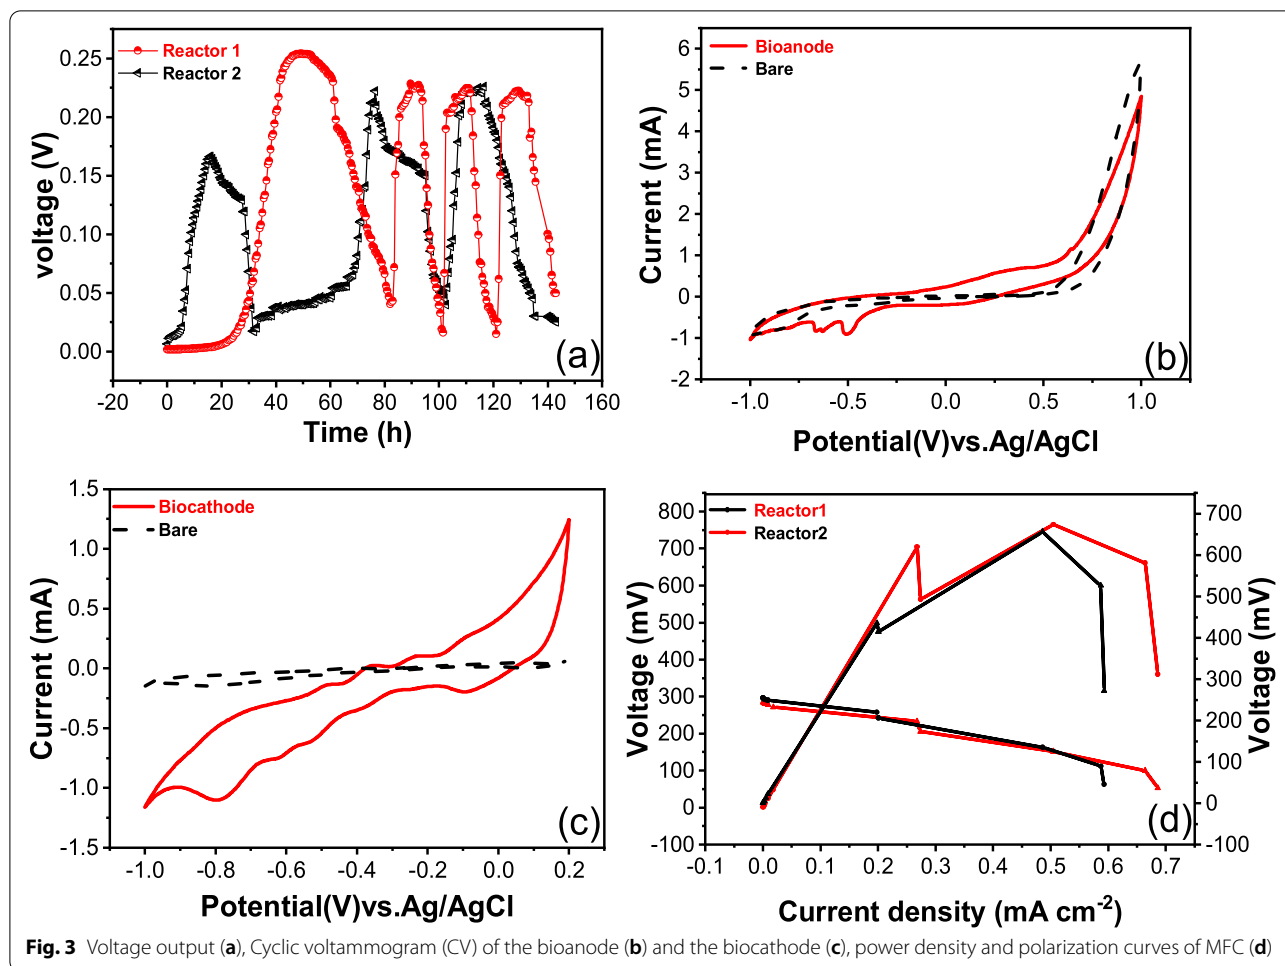 Reactor 1
Reactor 2
0.25
0.20
0.15
0.10
0.05
0.00
voltage (V)
-20 0 20 40 60 80 100 120 140 160
Time (h)
(a)
Bioanode
Bare
6
5
4
3
2
1
0
-1
-2
Current (mA)
-1.0 -0.5 0.0 0.5 1.0
Potential(V)vs.Ag/AgCl
(b)
Biocathode
Bare
1.5
1.0
0.5
0.0
-0.5
-1.0
-1.5
Current (mA)
-1.0 -0.8 -0.6 -0.4 -0.2 0.0 0.2
Potential(V)vs.Ag/AgCl
(c)
Reactor1
Reactor2
800
700
600
500
400
300
200
100
0
-100
Voltage (mV)
700
600
500
400
300
200
100
0
-100
Voltage (mV)
-0.1 0.0 0.1 0.2 0.3 0.4 0.5 0.6 0.7
Current density (mA cm⁻²)
(d)
Fig. 3 Voltage output (a), Cyclic voltammogram (CV) of the bioanode (b) and the biocathode (c), power density and polarization curves of MFC (d)